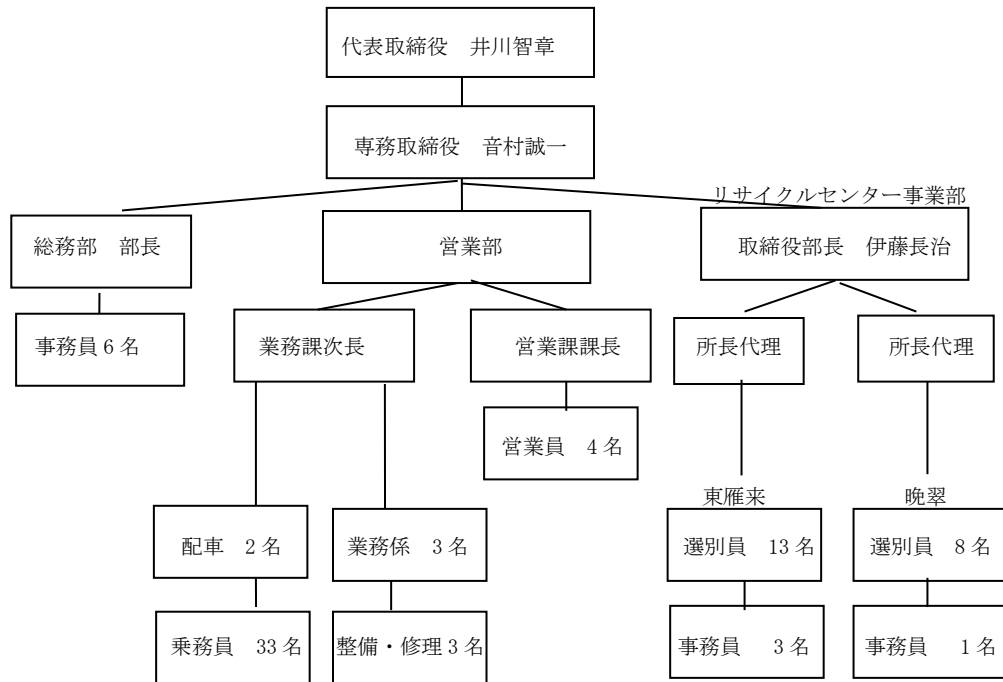 代表取締役　井川智章
専務取締役　音村誠一
リサイクルセンター事業部
総務部　部長
営業部
取締役部長　伊藤長治
事務員 6 名
業務課次長
営業課課長
所長代理
所長代理
営業員　4 名
東雁来
晩翠
配車　2 名
業務係　3 名
選別員　13 名
選別員　8 名
乗務員　33 名
整備・修理 3 名
事務員　3 名
事務員　1 名